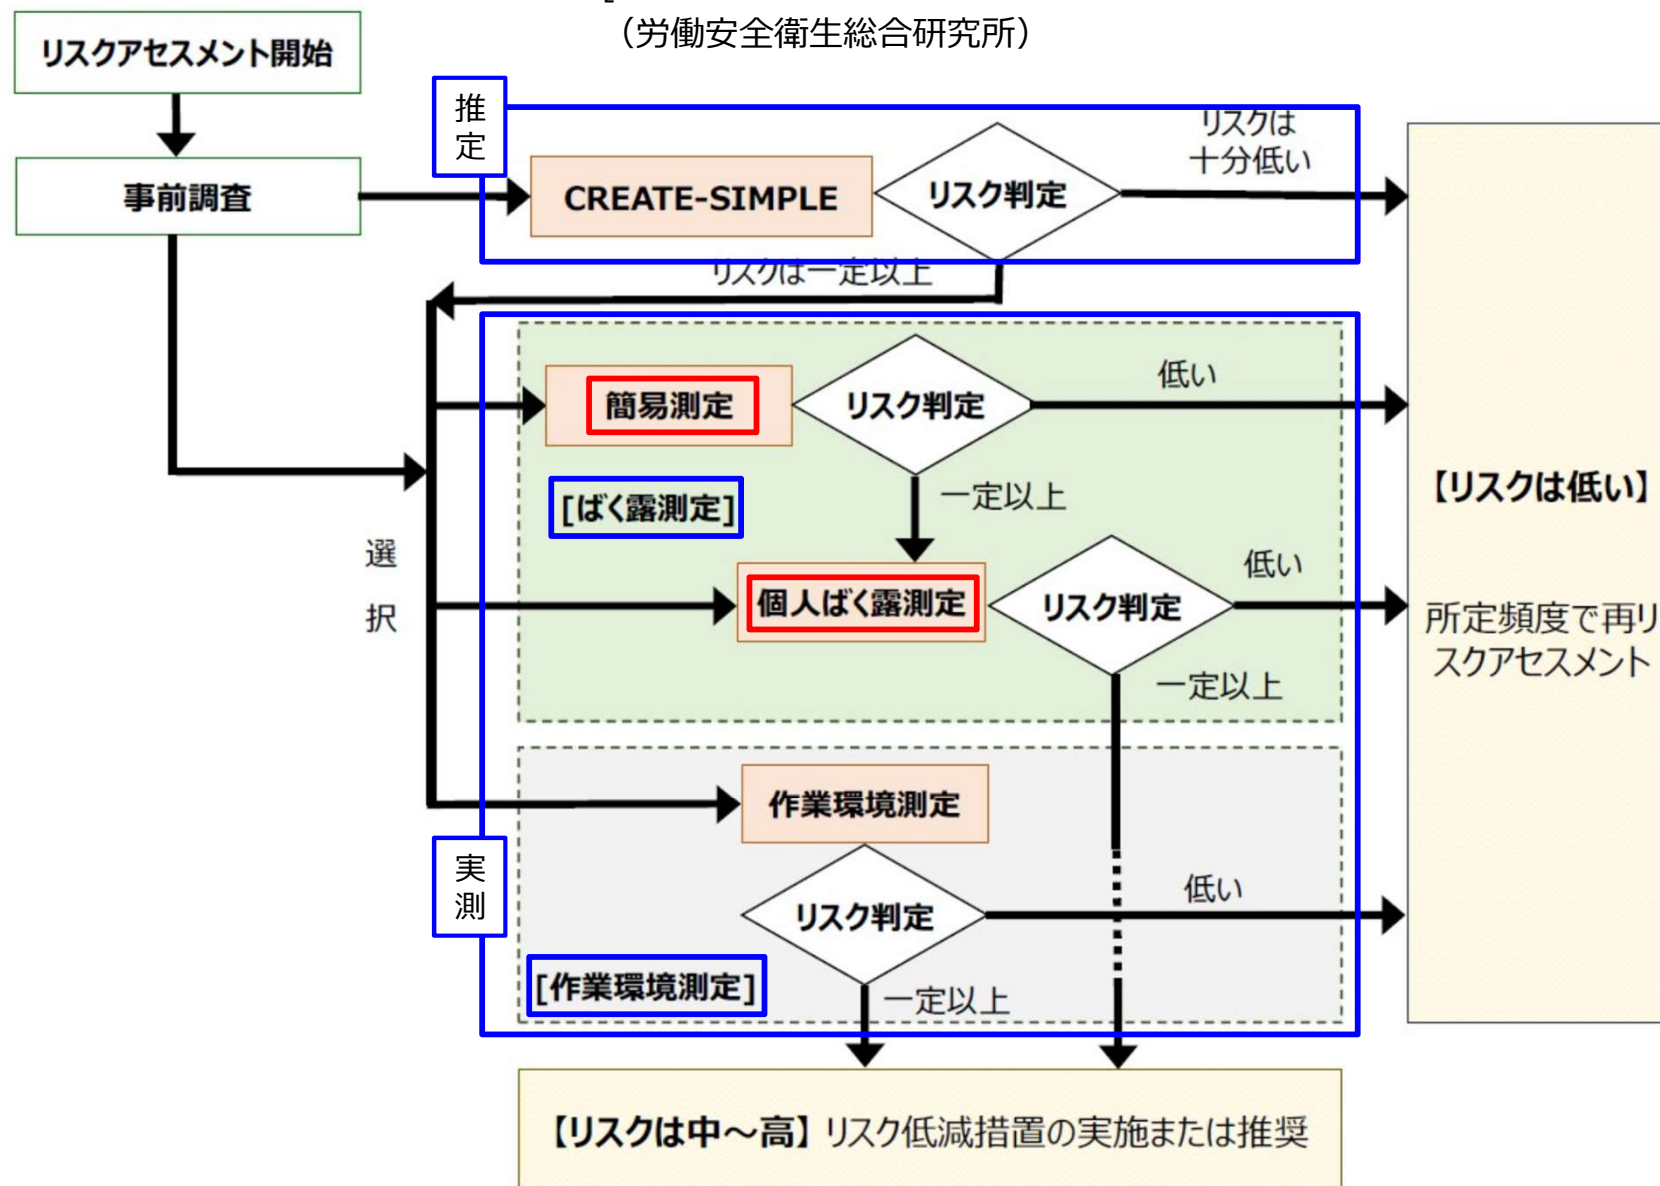 [
（労働安全衛生総合研究所）
リスクアセスメント開始
事前調査
推
定
CREATE-SIMPLE
リスク判定
リスクは
十分低い
リスクは一定以上
簡易測定
リスク判定
低い
[ばく露測定]
一定以上
選
択
個人ばく露測定
リスク判定
低い
一定以上
作業環境測定
実
測
リスク判定
低い
[作業環境測定]
一定以上
【リスクは低い】
所定頻度で再リ
スクアセスメント
【リスクは中～高】リスク低減措置の実施または推奨